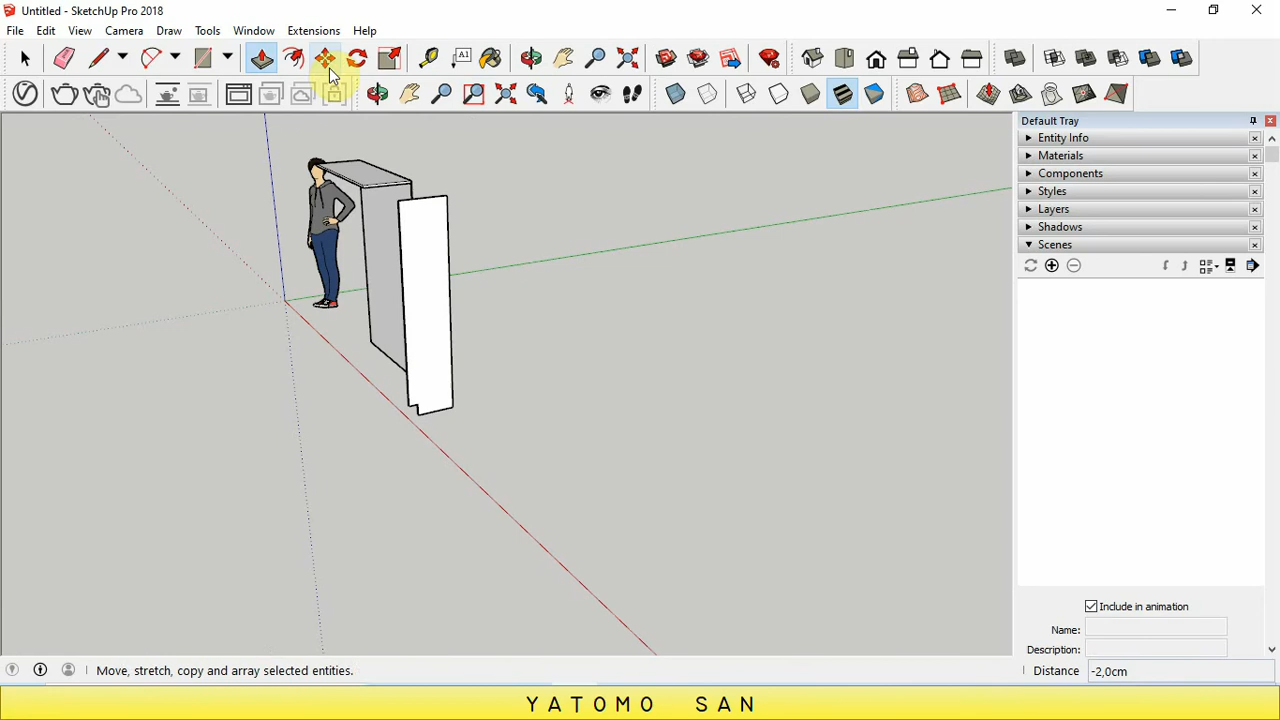 Untitled - SketchUp Pro 2018
File Edit View Camera Draw Tools Window Extensions Help
A1
Default Tray
Entity Info
Materials
Components
Styles
Layers
Shadows
Scenes
Include in animation
Name:
Description:
Move, stretch, copy and array selected entities.
Distance -2,0cm
YATOMO SAN